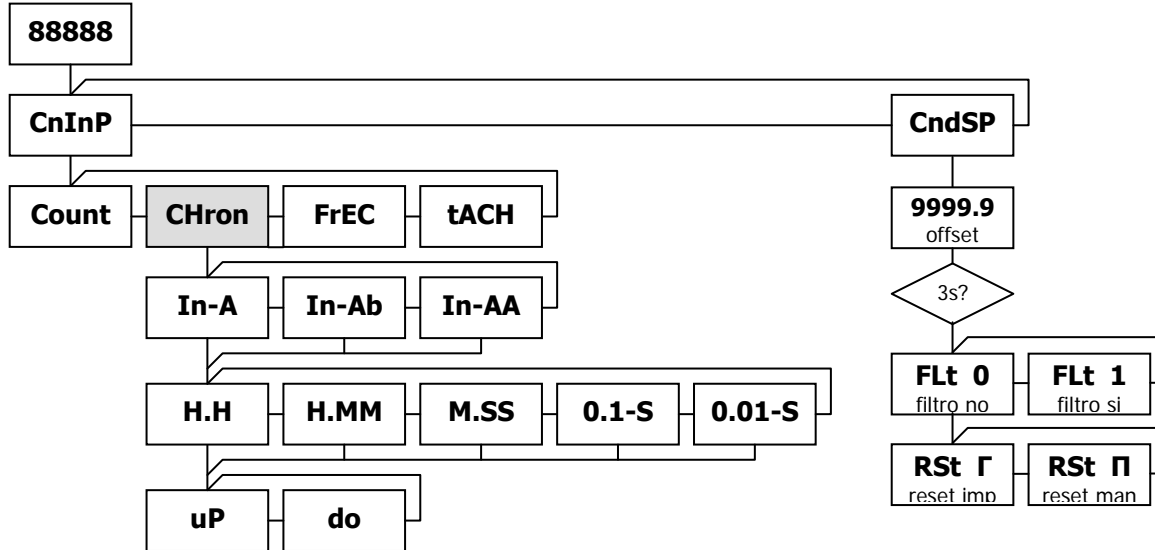 88888
CnInP
CndSP
Count
CHron
FrEC
tACH
9999.9
offset
In-A
In-Ab
In-AA
3s?
H.H
H.MM
M.SS
0.1-S
0.01-S
FLt 0
filtro no
FLt 1
filtro si
RSt Γ
reset imp
RSt Π
reset man
uP
do